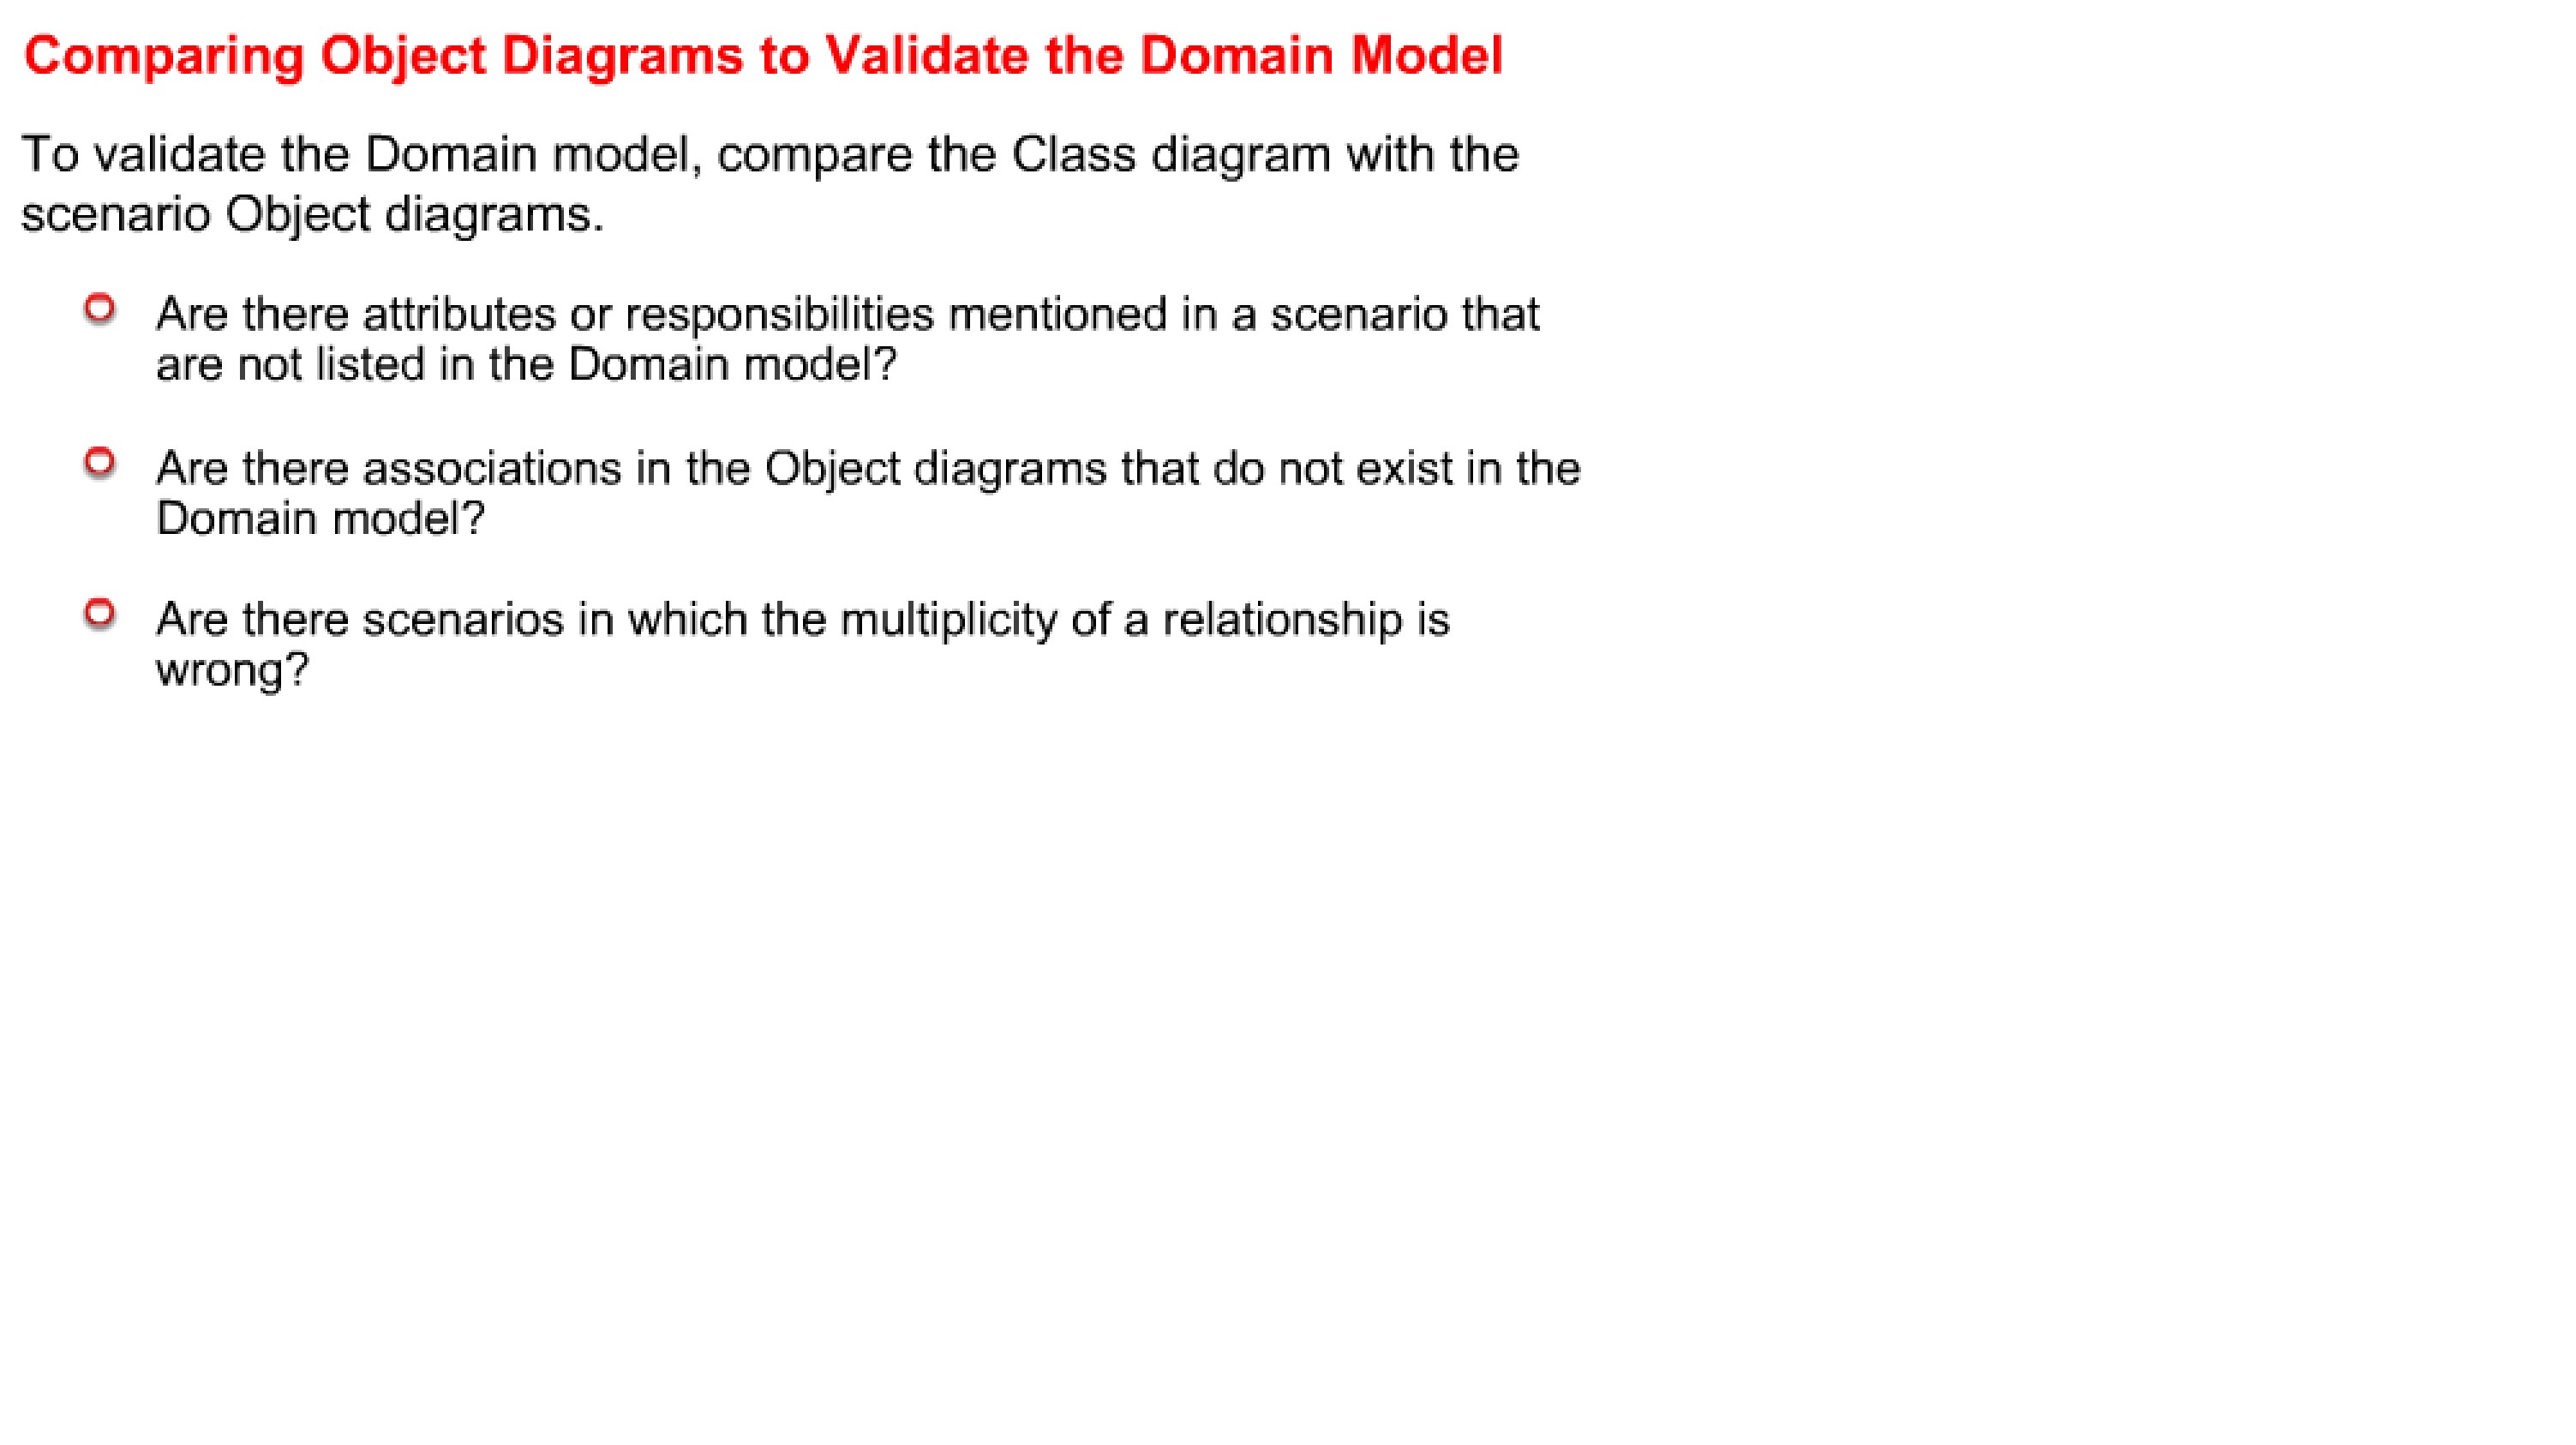 Comparing Object Diagrams to Validate the Domain Model
To validate the Domain model, compare the Class diagram with the
scenario Object diagrams.
Are there attributes or responsibilities mentioned in a scenario that
are not listed in the Domain model?
Are there associations in the Object diagrams that do not exist in the
Domain model?
Are there scenarios in which the multiplicity of a relationship is
wrong?